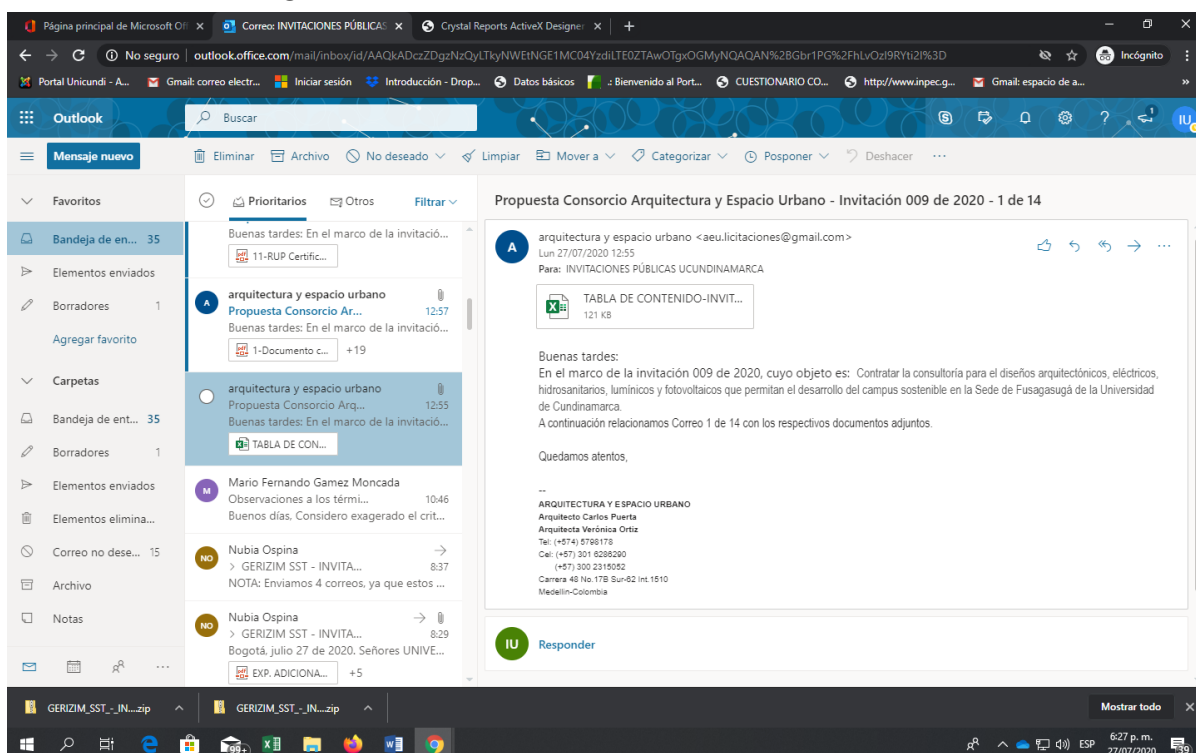 Página principal de Microsoft Off
Correo: INVITACIONES PÚBLICAS
Crystal Reports ActiveX Designer
No seguro | outlook.office.com/mail/inbox/id/
Incógnito
Portal Unicundi - A...
Gmail: correo electr...
Iniciar sesión
Introducción - Drop...
Datos básicos
.: Bienvenido al Port...
CUESTIONARIO CO...
http://www.inpec.g...
Gmail: espacio de a...
Outlook
Buscar
IU
Mensaje nuevo
Eliminar
Archivo
No deseado
Limpiar
Mover a
Categorizar
Posponer
Deshacer
Favoritos
Bandeja de en... 35
Elementos enviados
Borradores 1
Agregar favorito
Carpetas
Bandeja de ent... 35
Borradores 1
Elementos enviados
Elementos elimina...
Correo no dese... 15
Archivo
Notas
Prioritarios
Otros
Filtrar
Buenas tardes: En el marco de la invitació...
11-RUP Certific...
A
arquitectura y espacio urbano
Propuesta Consorcio Ar... 12:57
Buenas tardes: En el marco de la invitació...
1-Documento c... +19
arquitectura y espacio urbano
Propuesta Consorcio Arq... 12:55
Buenas tardes: En el marco de la invitació...
TABLA DE CON...
M
Mario Fernando Gamez Moncada
Observaciones a los térmi... 10:46
Buenos días, Considero exagerado el crit...
NO
Nubia Ospina
> GERIZIM SST - INVITA... 8:37
NOTA: Enviamos 4 correos, ya que estos ...
NO
Nubia Ospina
> GERIZIM SST - INVITA... 8:29
Bogotá, julio 27 de 2020. Señores UNIVE...
EXP. ADICIONA... +5
Propuesta Consorcio Arquitectura y Espacio Urbano - Invitación 009 de 2020 - 1 de 14
A
arquitectura y espacio urbano <aeu.licitaciones@gmail.com>
Lun 27/07/2020 12:55
Para: INVITACIONES PÚBLICAS UCUNDINAMARCA
TABLA DE CONTENIDO-INVIT...
121 KB
Buenas tardes:
En el marco de la invitación 009 de 2020, cuyo objeto es: Contratar la consultoría para el diseños arquitectónicos, eléctricos,
hidrosanitarios, lumínicos y fotovoltaicos que permitan el desarrollo del campus sostenible en la Sede de Fusagasugá de la Universidad
de Cundinamarca.
A continuación relacionamos Correo 1 de 14 con los respectivos documentos adjuntos.
Quedamos atentos,
--
ARQUITECTURA Y ESPACIO URBANO
Arquitecto Carlos Puerta
Arquitecta Verónica Ortiz
Tel: (+574) 5798178
Cel: (+57) 301 6286290
(+57) 300 2315052
Carrera 48 No.17B Sur-62 Int.1510
Medellin-Colombia
IU
Responder
GERIZIM_SST_-_IN....zip
GERIZIM_SST_-_IN....zip
Mostrar todo
99+
ESP
6:27 p. m.
27/07/2020